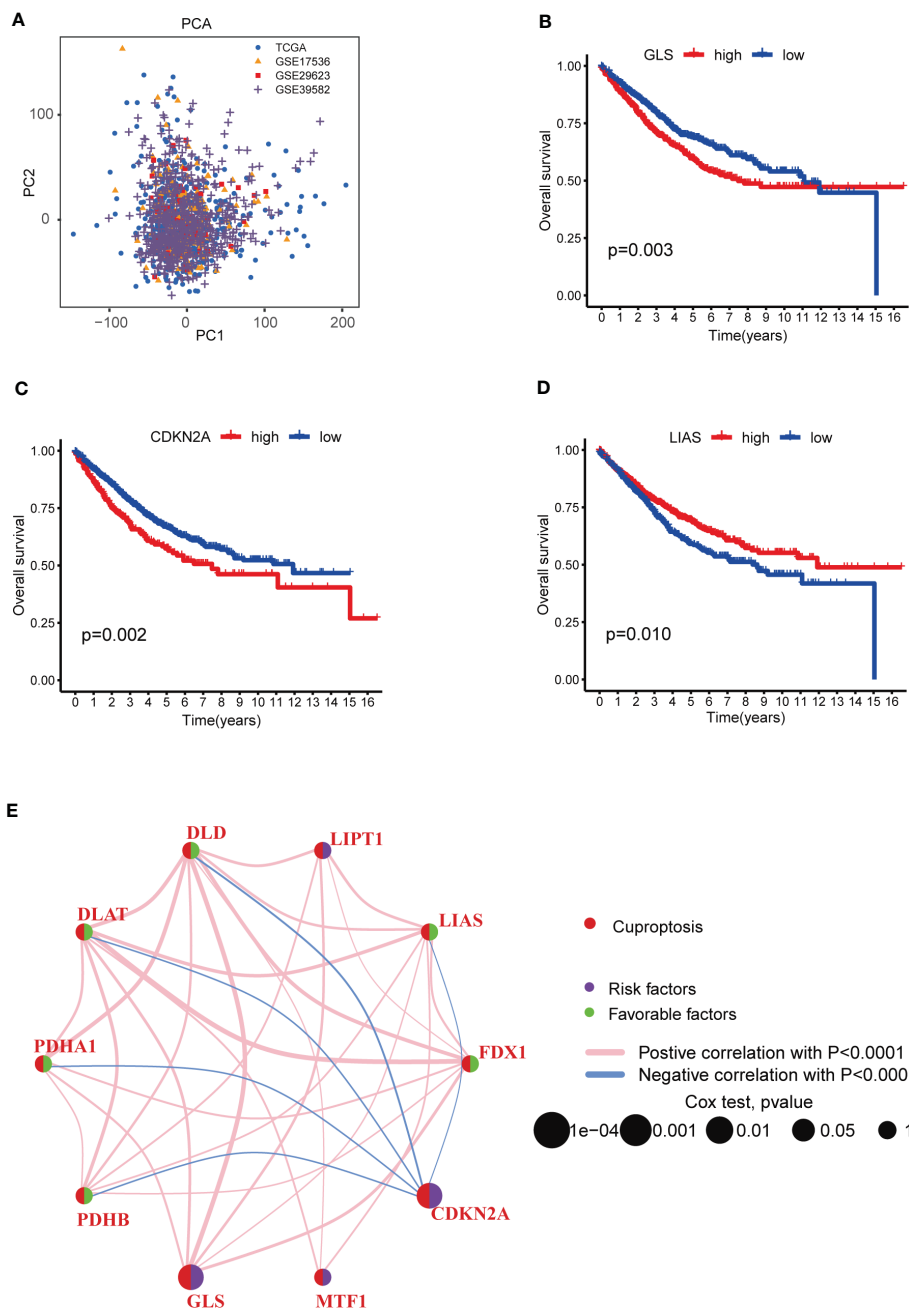 A
PCA
TCGA
GSE17536
GSE29623
GSE39582
100
0
PC2
−100 0 100 200
PC1
B
GLS high low
1.00
0.75
0.50
0.25
0.00
Overall survival
p=0.003
0 1 2 3 4 5 6 7 8 9 10 11 12 13 14 15 16
Time(years)
C
CDKN2A high low
1.00
0.75
0.50
0.25
0.00
Overall survival
p=0.002
0 1 2 3 4 5 6 7 8 9 10 11 12 13 14 15 16
Time(years)
D
LIAS high low
1.00
0.75
0.50
0.25
0.00
Overall survival
p=0.010
0 1 2 3 4 5 6 7 8 9 10 11 12 13 14 15 16
Time(years)
E
DLD
LIPT1
DLAT
LIAS
PDHA1
FDX1
PDHB
CDKN2A
GLS
MTF1
Cuproptosis
Risk factors
Favorable factors
Postive correlation with P<0.0001
Negative correlation with P<0.000
Cox test, pvalue
1e−04 0.001 0.01 0.05 1